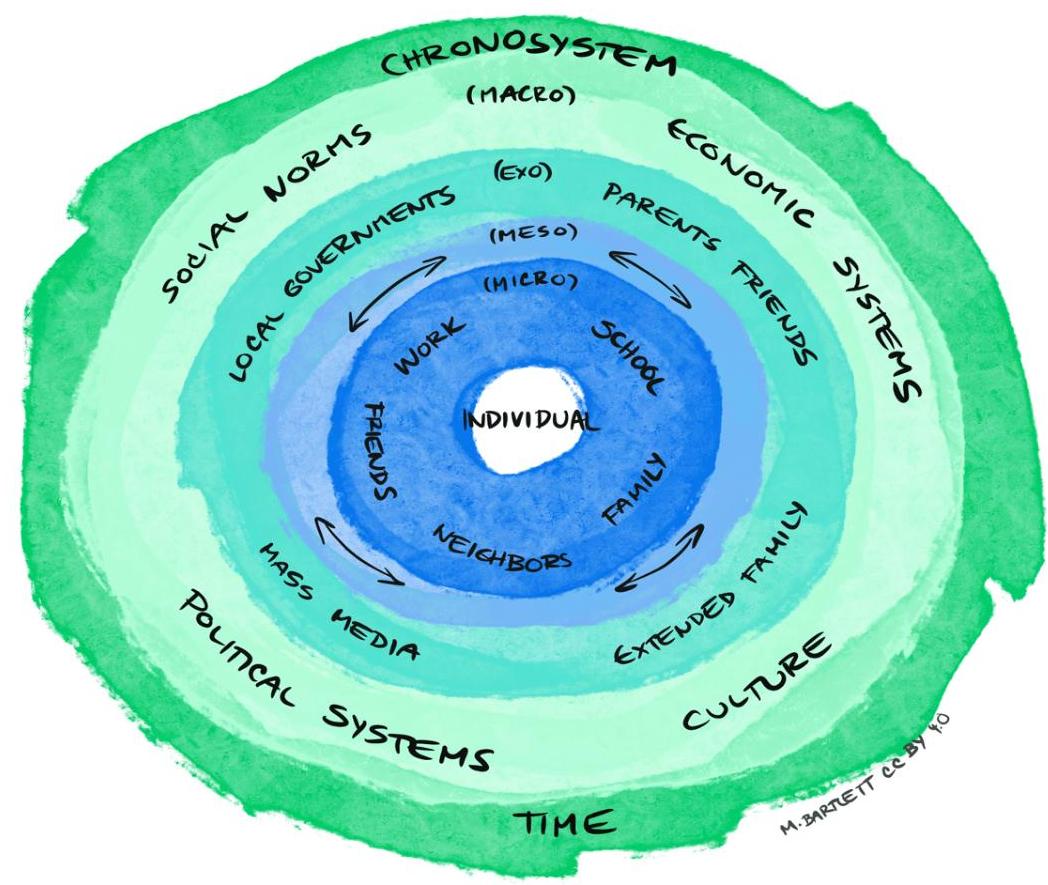 CHRONOSYSTEM
(MACRO)
SOCIAL NORMS
ECONOMIC SYSTEMS
(EXO)
LOCAL GOVERNMENTS
PARENTS FRIENDS
(MESO)
(MICRO)
WORK
SCHOOL
INDIVIDUAL
FRIENDS
FAMILY
NEIGHBORS
MASS MEDIA
EXTENDED FAMILY
POLITICAL SYSTEMS
CULTURE
TIME
M. BARTLETT CC BY 4.0